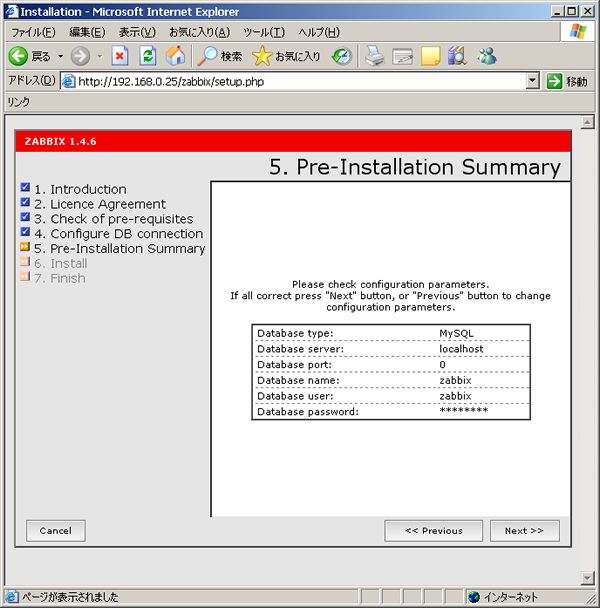 Installation - Microsoft Internet Explorer
ファイル(F) 編集(E) 表示(V) お気に入り(A) ツール(T) ヘルプ(H)
戻る 検索 お気に入り
アドレス(D) http://192.168.0.25/zabbix/setup.php 移動
リンク
ZABBIX 1.4.6
5. Pre-Installation Summary
1. Introduction
2. Licence Agreement
3. Check of pre-requisites
4. Configure DB connection
5. Pre-Installation Summary
6. Install
7. Finish
Please check configuration parameters.
If all correct press "Next" button, or "Previous" button to change
configuration parameters.
Database type: MySQL
Database server: localhost
Database port: 0
Database name: zabbix
Database user: zabbix
Database password: ********
Cancel << Previous Next >>
ページが表示されました インターネット